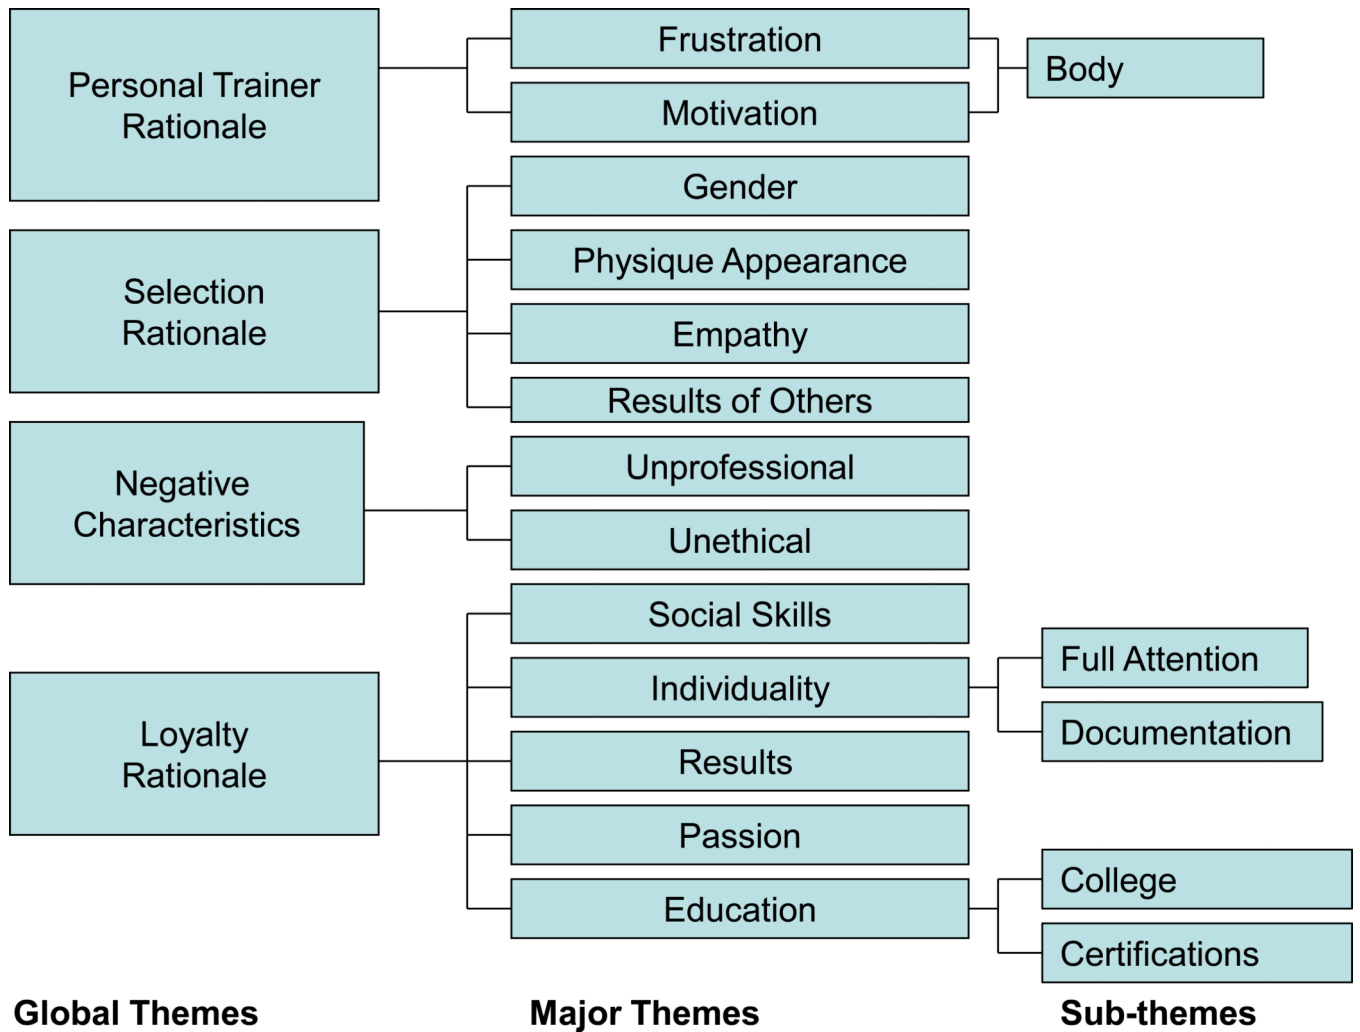 Personal Trainer
Rationale
Frustration
Motivation
Body
Selection
Rationale
Gender
Physique Appearance
Empathy
Results of Others
Negative
Characteristics
Unprofessional
Unethical
Loyalty
Rationale
Social Skills
Individuality
Results
Passion
Education
Full Attention
Documentation
College
Certifications
Global Themes
Major Themes
Sub-themes